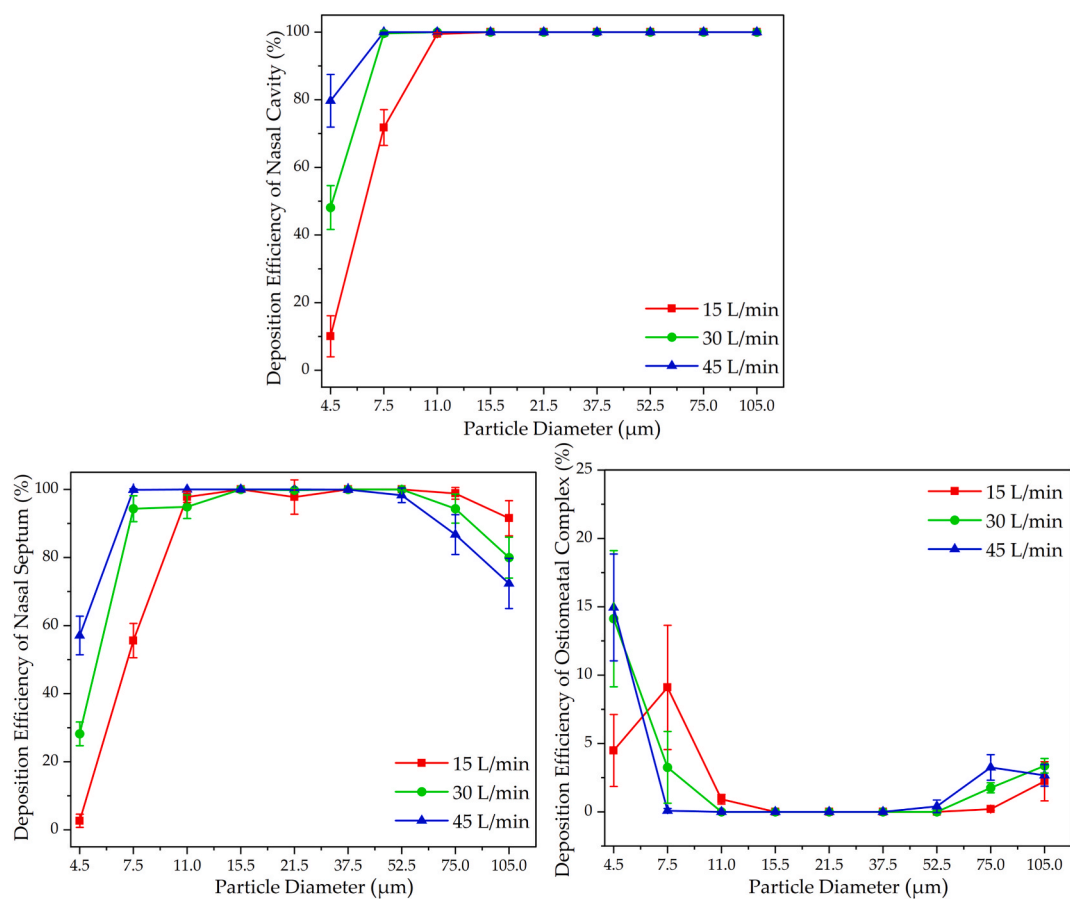 Deposition Efficiency of Nasal Cavity (%)
100
80
60
40
20
0
15 L/min
30 L/min
45 L/min
4.5 7.5 11.0 15.5 21.5 37.5 52.5 75.0 105.0
Particle Diameter (µm)
Deposition Efficiency of Nasal Septum (%)
100
80
60
40
20
0
15 L/min
30 L/min
45 L/min
4.5 7.5 11.0 15.5 21.5 37.5 52.5 75.0 105.0
Particle Diameter (µm)
Deposition Efficiency of Ostiomeatal Complex (%)
25
20
15
10
5
0
15 L/min
30 L/min
45 L/min
4.5 7.5 11.0 15.5 21.5 37.5 52.5 75.0 105.0
Particle Diameter (µm)